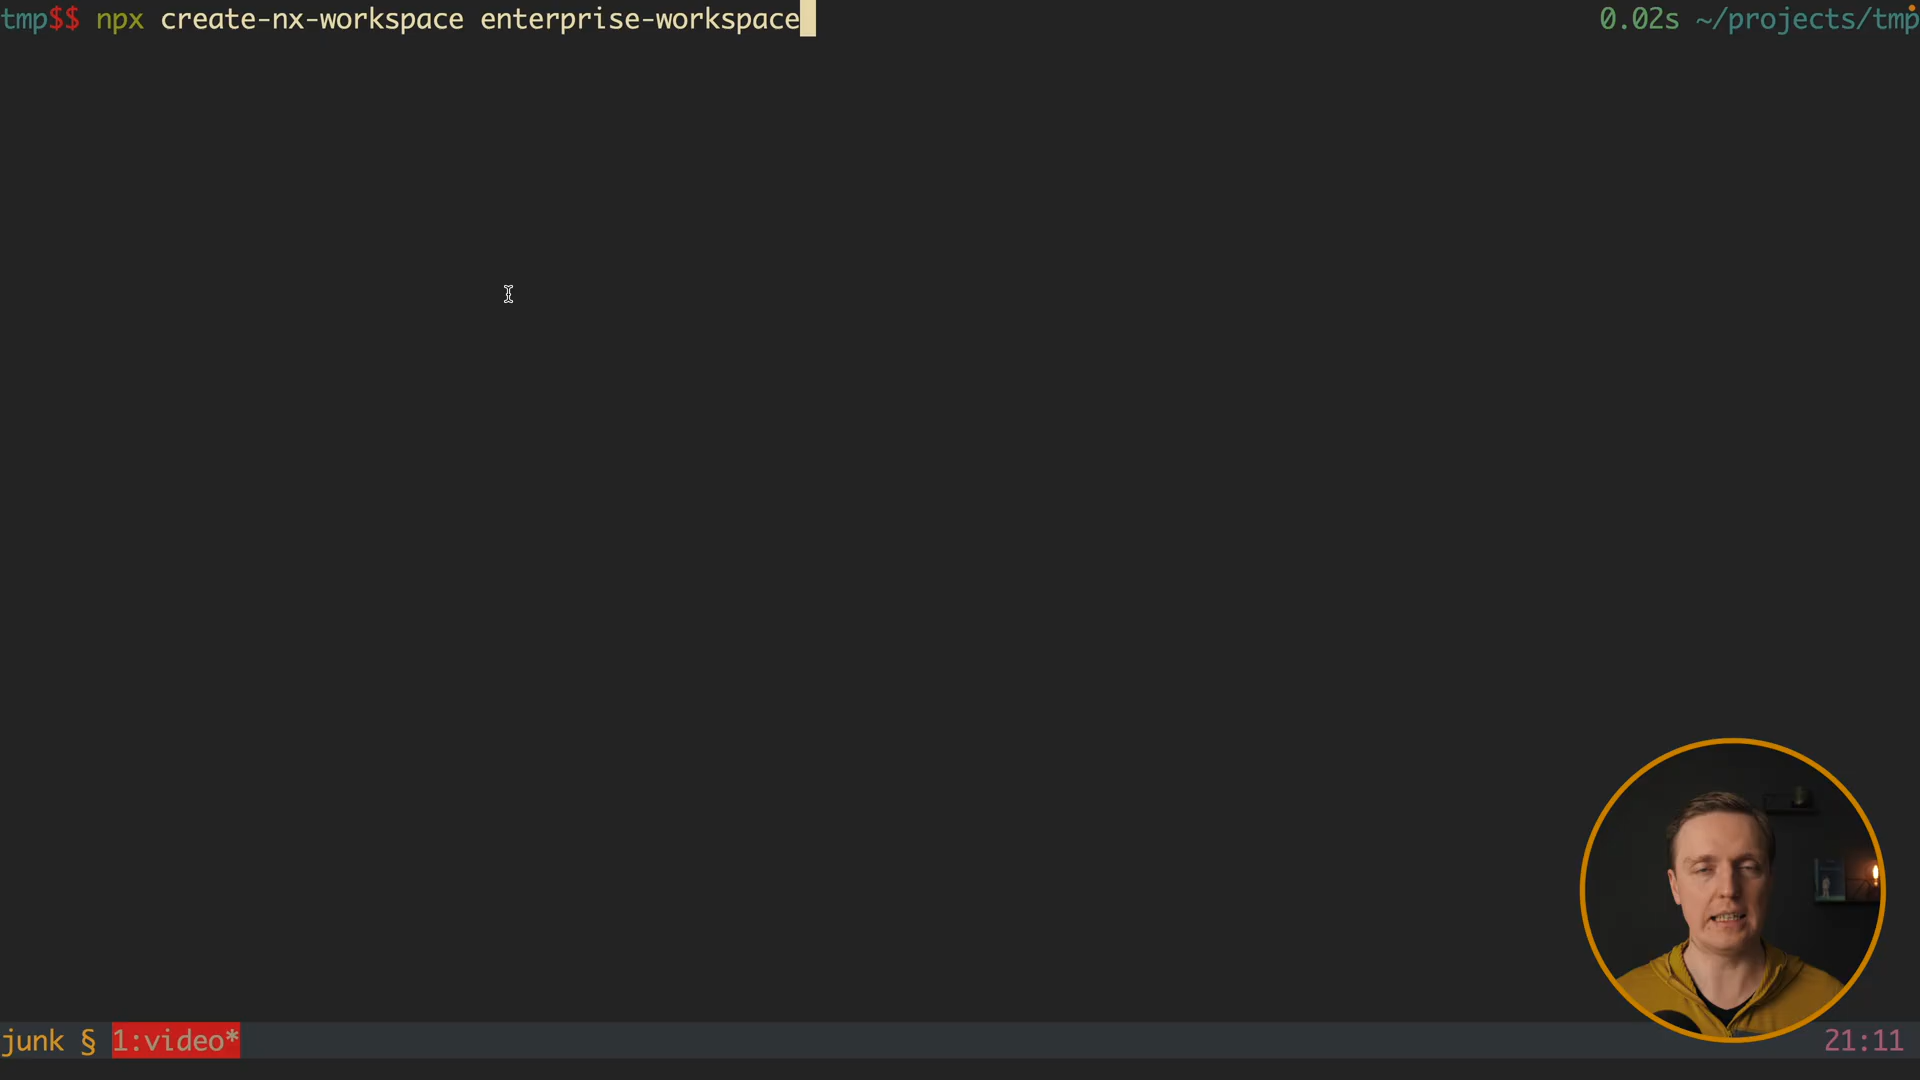 tmp$$ npx create-nx-workspace enterprise-workspace 0.02s ~/projects/tmp
junk § 1:video* 21:11